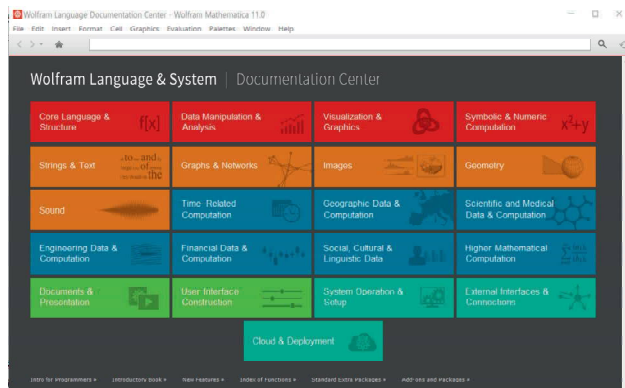 Wolfram Language Documentation Center - Wolfram Mathematica 11.0
File Edit Insert Format Cell Graphics Evaluation Palettes Window Help
Wolfram Language & System | Documentation Center
Core Language & Structure f[x]
Data Manipulation & Analysis
Visualization & Graphics
Symbolic & Numeric Computation x²+y
Strings & Text
Graphs & Networks
Images
Geometry
Sound
Time-Related Computation
Geographic Data & Computation
Scientific and Medical Data & Computation
Engineering Data & Computation
Financial Data & Computation
Social, Cultural & Linguistic Data
Higher Mathematical Computation
Documents & Presentation
User Interface Construction
System Operation & Setup
External Interfaces & Connections
Cloud & Deployment
Intro for Programmers » Introductory Book » New Features » Index of Functions » Standard Extra Packages » Add-ons and Packages »